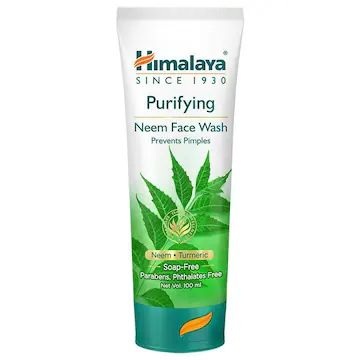 Himalaya®
SINCE 1930
Purifying
Neem Face Wash
Prevents Pimples
Neem • Turmeric
Soap-Free
Parabens, Phthalates Free
Net Vol. 100 ml